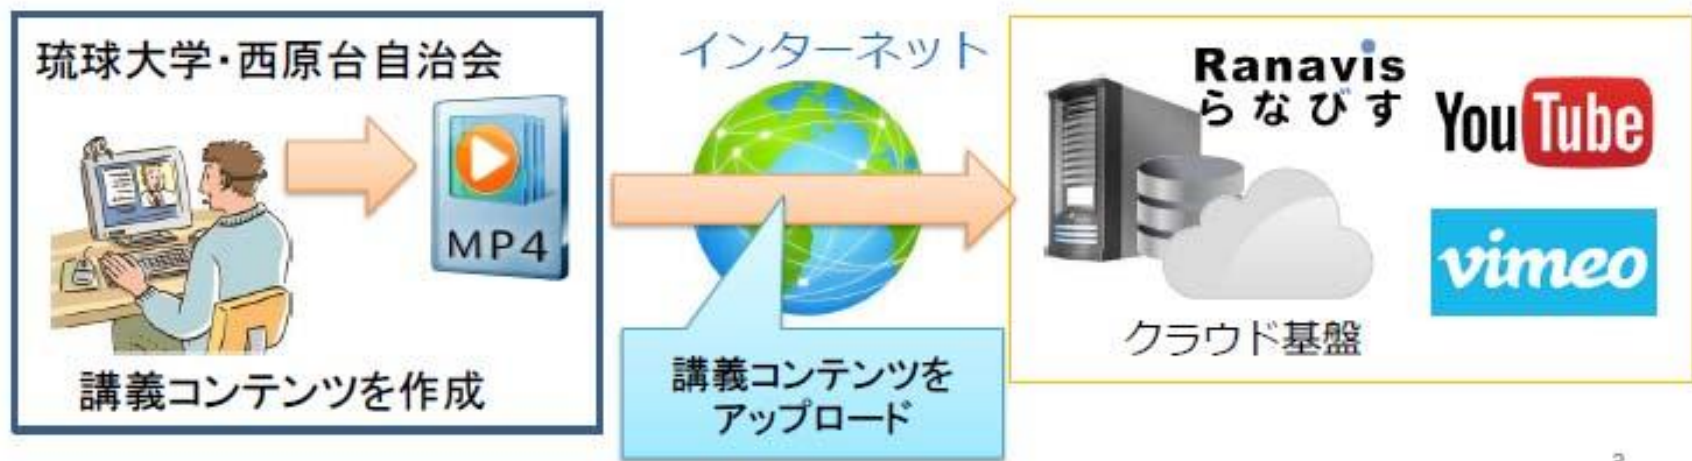 琉球大学・西原台自治会
MP4
講義コンテンツを作成
インターネット
講義コンテンツを
アップロード
Ranavis
らなびす
YouTube
vimeo
クラウド基盤